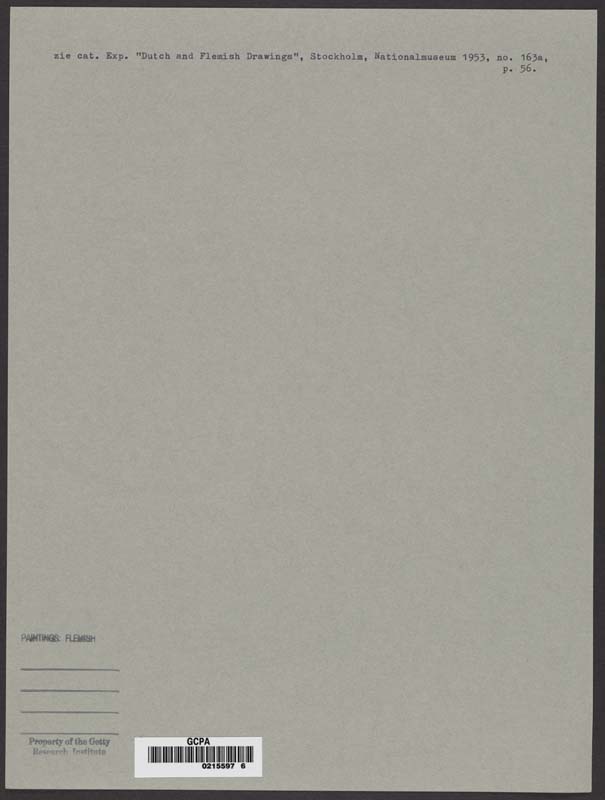 zie cat. Exp. "Dutch and Flemish Drawings", Stockholm, Nationalmuseum 1953, no. 163a,
p. 56.
PAINTINGS: FLEMISH
Property of the Getty
Research Institute
GCPA
0215597 6